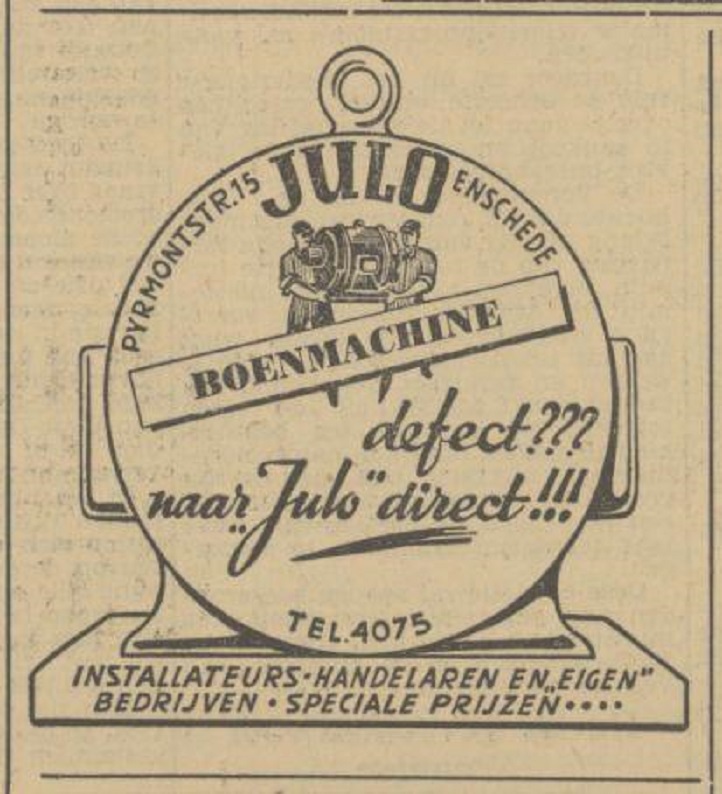 JULO
PYRMONTSTR.15 ENSCHEDE
BOENMACHINE
defect???
naar „Julo" direct!!!
TEL.4075
INSTALLATEURS·HANDELAREN EN „EIGEN"
BEDRIJVEN · SPECIALE PRIJZEN····